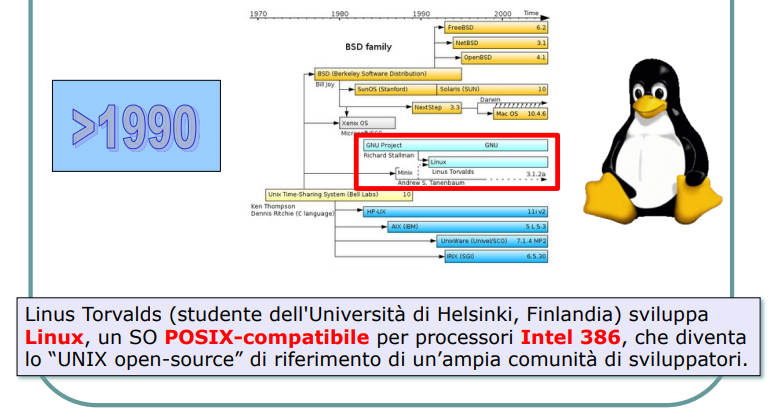 1970 1980 1990 2000 Time
FreeBSD 6.2
BSD family
NetBSD 3.1
OpenBSD 4.1
BSD (Berkeley Software Distribution)
Bill Joy
SunOS (Stanford) Solaris (SUN) 10
Darwin
NextStep 3.3
Mac OS 10.4.6
Xenix OS
>1990
GNU Project GNU
Richard Stallman
Linux
Linus Torvalds
Minix 3.1.2a
Andrew S. Tanenbaum
Unix Time-Sharing System (Bell Labs) 10
Ken Thompson
Dennis Ritchie (C language)
HP-UX 11i v2
AIX (IBM) 5 L 5.3
UnixWare (Univel/SCO) 7.1.4 MP2
IRIX (SGI) 6.5.30
Linus Torvalds (studente dell'Università di Helsinki, Finlandia) sviluppa
Linux, un SO POSIX-compatibile per processori Intel 386, che diventa
lo “UNIX open-source” di riferimento di un’ampia comunità di sviluppatori.